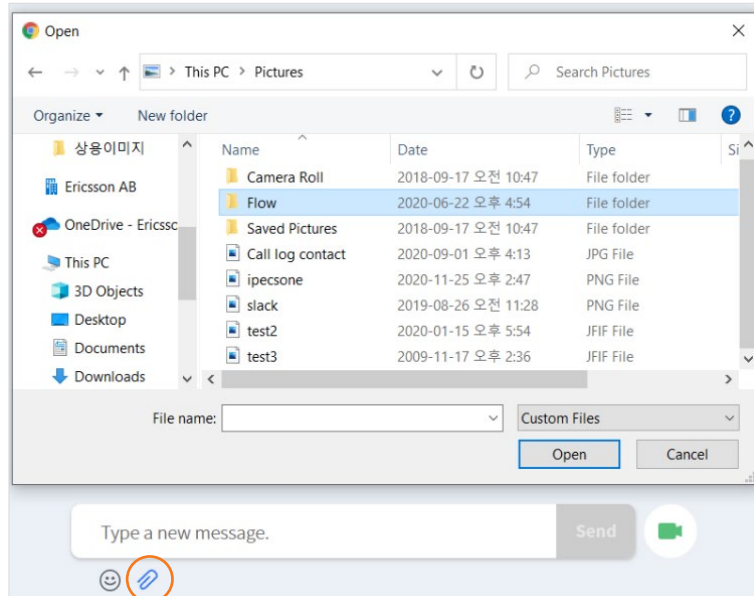 Open
This PC > Pictures
Search Pictures
Organize
New folder
상용이미지
Ericsson AB
OneDrive - Ericssc
This PC
3D Objects
Desktop
Documents
Downloads
Name Date Type Si
Camera Roll 2018-09-17 오전 10:47 File folder
Flow 2020-06-22 오후 4:54 File folder
Saved Pictures 2018-09-17 오전 10:47 File folder
Call log contact 2020-09-01 오후 4:13 JPG File
ipecsone 2020-11-25 오후 2:47 PNG File
slack 2019-08-26 오전 11:28 PNG File
test2 2020-01-15 오후 5:54 JFIF File
test3 2009-11-17 오후 2:36 JFIF File
File name:
Custom Files
Open
Cancel
Type a new message.
Send